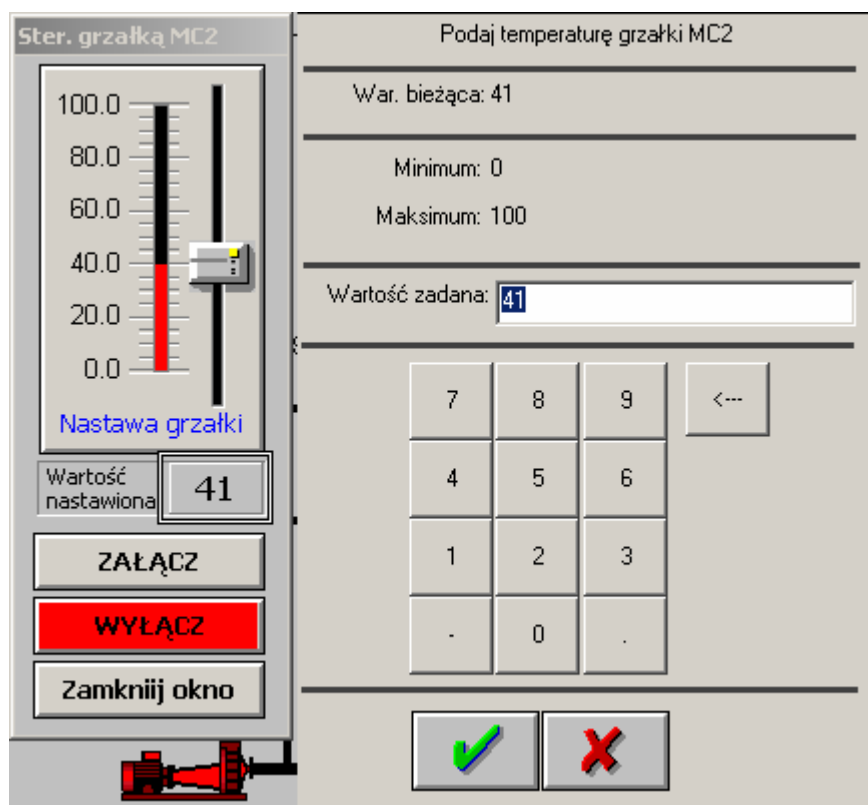 Ster. grzałką MC2
100.0
80.0
60.0
40.0
20.0
0.0
Nastawa grzałki
Wartość
nastawiona
41
ZAŁĄCZ
WYŁĄCZ
Zamkniij okno
Podaj temperaturę grzałki MC2
War. bieżąca: 41
Minimum: 0
Maksimum: 100
Wartość zadana: 41
7 8 9 <---
4 5 6
1 2 3
- 0 .